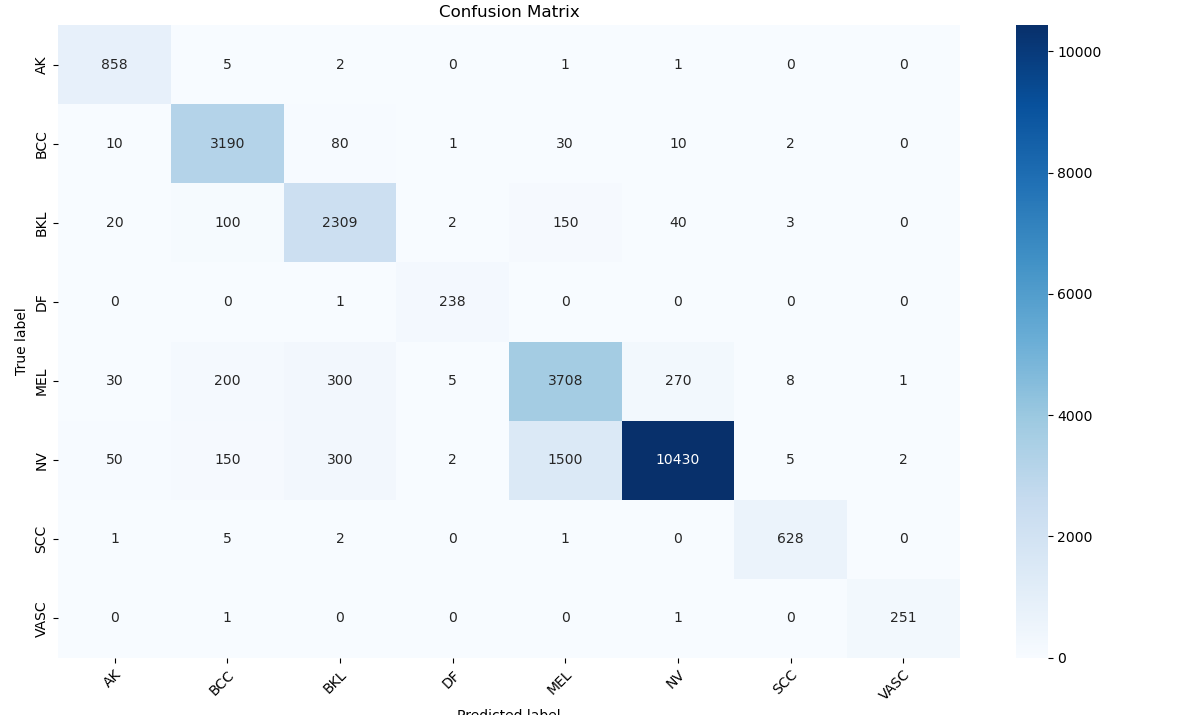 Confusion Matrix
AK 858 5 2 0 1 1 0 0
BCC 10 3190 80 1 30 10 2 0
BKL 20 100 2309 2 150 40 3 0
DF 0 0 1 238 0 0 0 0
MEL 30 200 300 5 3708 270 8 1
NV 50 150 300 2 1500 10430 5 2
SCC 1 5 2 0 1 0 628 0
VASC 0 1 0 0 0 1 0 251
True label
AK BCC BKL DF MEL NV SCC VASC
Predicted label
10000
8000
6000
4000
2000
0